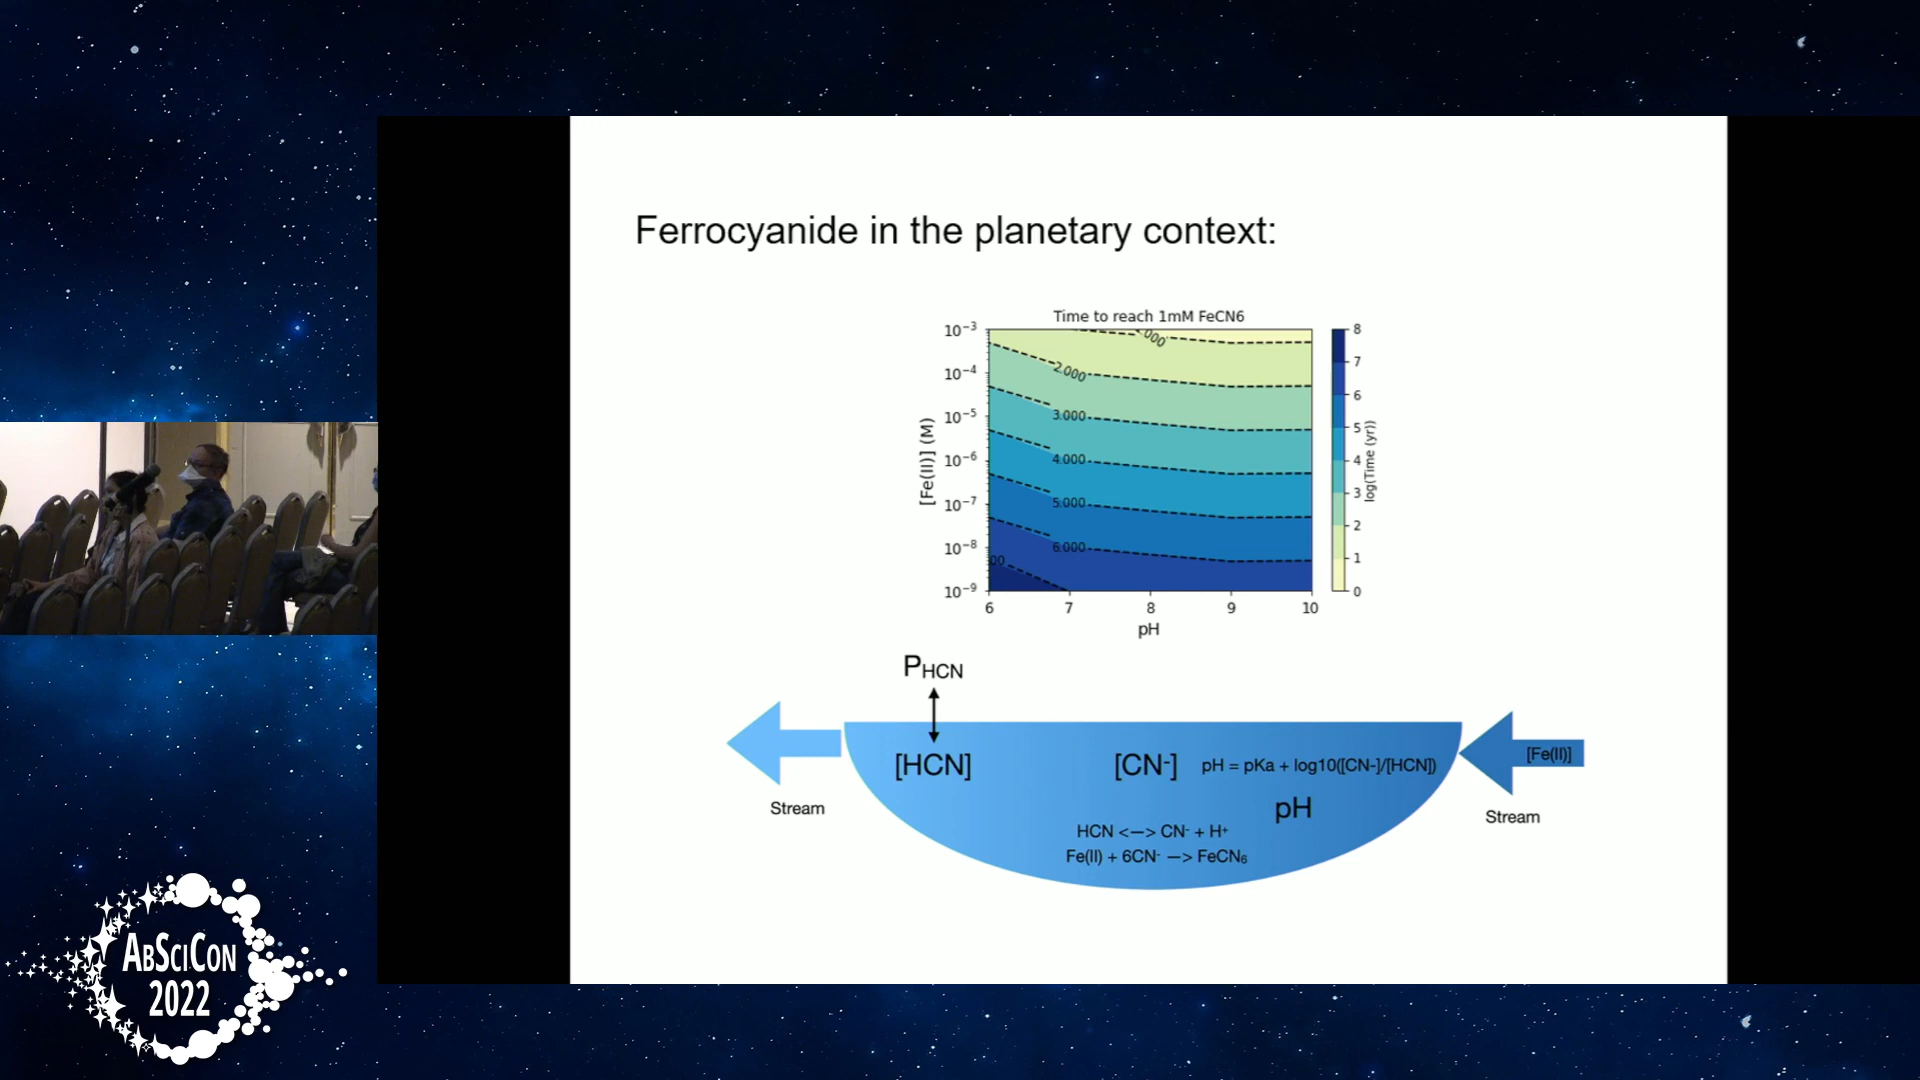 Ferrocyanide in the planetary context:
Time to reach 1mM FeCN6
10⁻³
10⁻⁴
10⁻⁵
10⁻⁶
10⁻⁷
10⁻⁸
10⁻⁹
[Fe(II)] (M)
2.000
3.000
4.000
5.000
6.000
6 7 8 9 10
pH
8
7
6
5
4
3
2
1
0
log(Time (yr))
P_HCN
[HCN]
[CN⁻]
pH = pKa + log10([CN-]/[HCN])
[Fe(II)]
pH
Stream
Stream
HCN <—> CN⁻ + H⁺
Fe(II) + 6CN⁻ —> FeCN₆
AbSciCon
2022